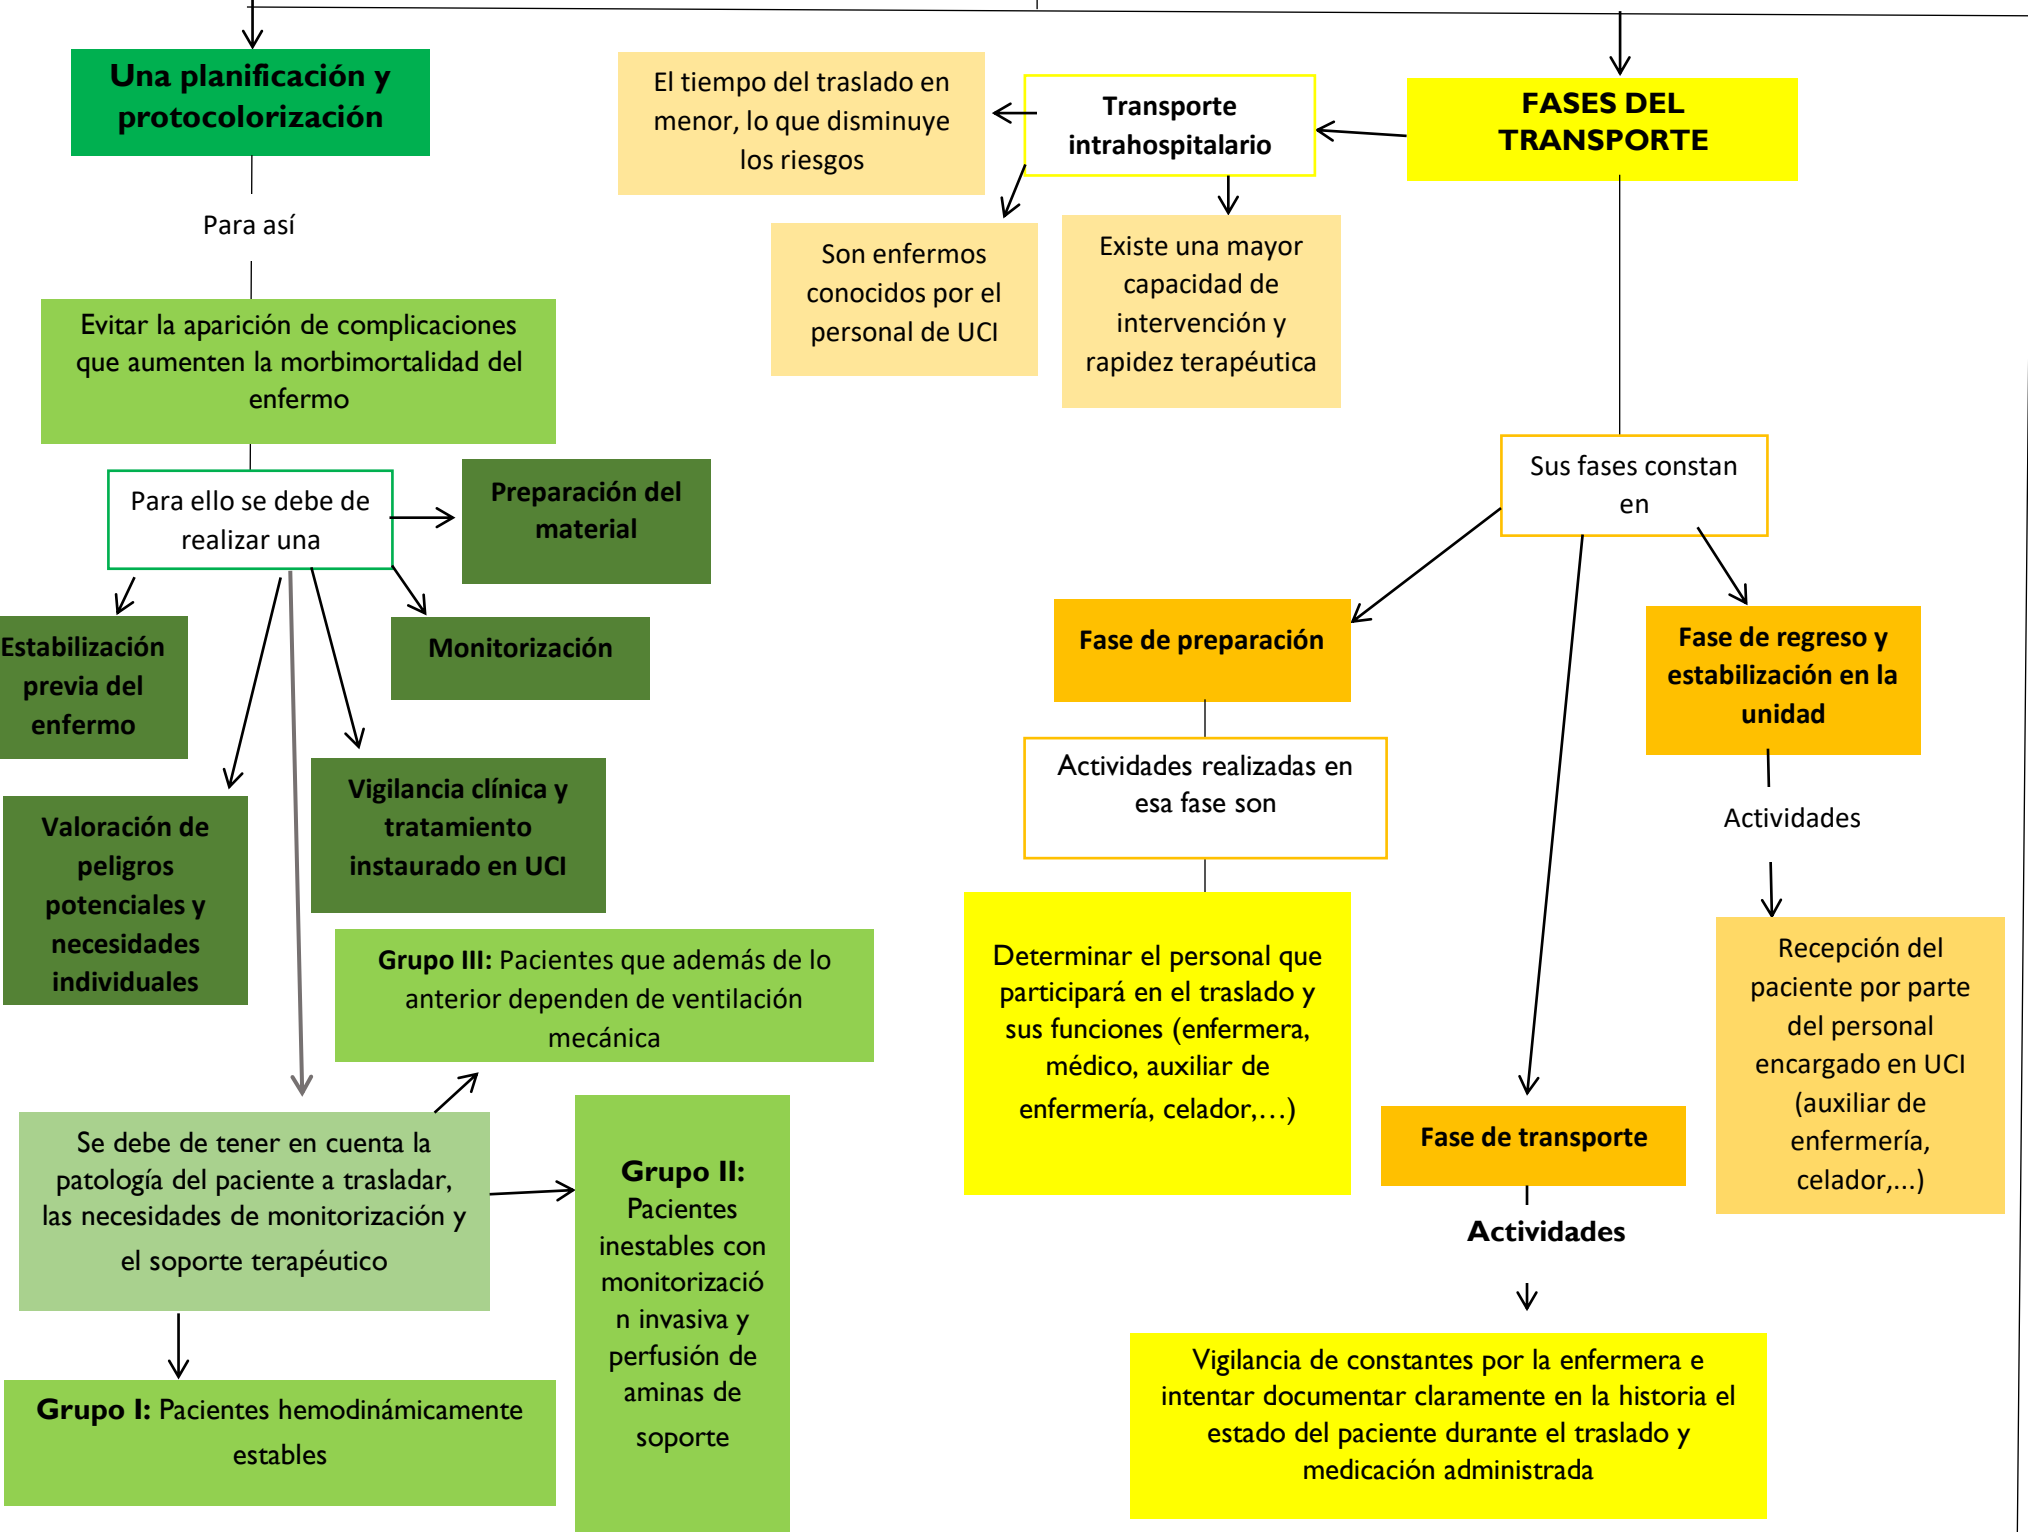 Una planificación y
protocolorización
Para así
Evitar la aparición de complicaciones
que aumenten la morbimortalidad del
enfermo
Para ello se debe de
realizar una
Preparación del
material
Monitorización
Estabilización
previa del
enfermo
Vigilancia clínica y
tratamiento
instaurado en UCI
Valoración de
peligros
potenciales y
necesidades
individuales
Grupo III: Pacientes que además de lo
anterior dependen de ventilación
mecánica
Se debe de tener en cuenta la
patología del paciente a trasladar,
las necesidades de monitorización y
el soporte terapéutico
Grupo II:
Pacientes
inestables con
monitorizació
n invasiva y
perfusión de
aminas de
soporte
Grupo I: Pacientes hemodinámicamente
estables
FASES DEL
TRANSPORTE
Transporte
intrahospitalario
El tiempo del traslado en
menor, lo que disminuye
los riesgos
Son enfermos
conocidos por el
personal de UCI
Existe una mayor
capacidad de
intervención y
rapidez terapéutica
Sus fases constan
en
Fase de preparación
Actividades realizadas en
esa fase son
Determinar el personal que
participará en el traslado y
sus funciones (enfermera,
médico, auxiliar de
enfermería, celador,…)
Fase de transporte
Actividades
Vigilancia de constantes por la enfermera e
intentar documentar claramente en la historia el
estado del paciente durante el traslado y
medicación administrada
Fase de regreso y
estabilización en la
unidad
Actividades
Recepción del
paciente por parte
del personal
encargado en UCI
(auxiliar de
enfermería,
celador,...)